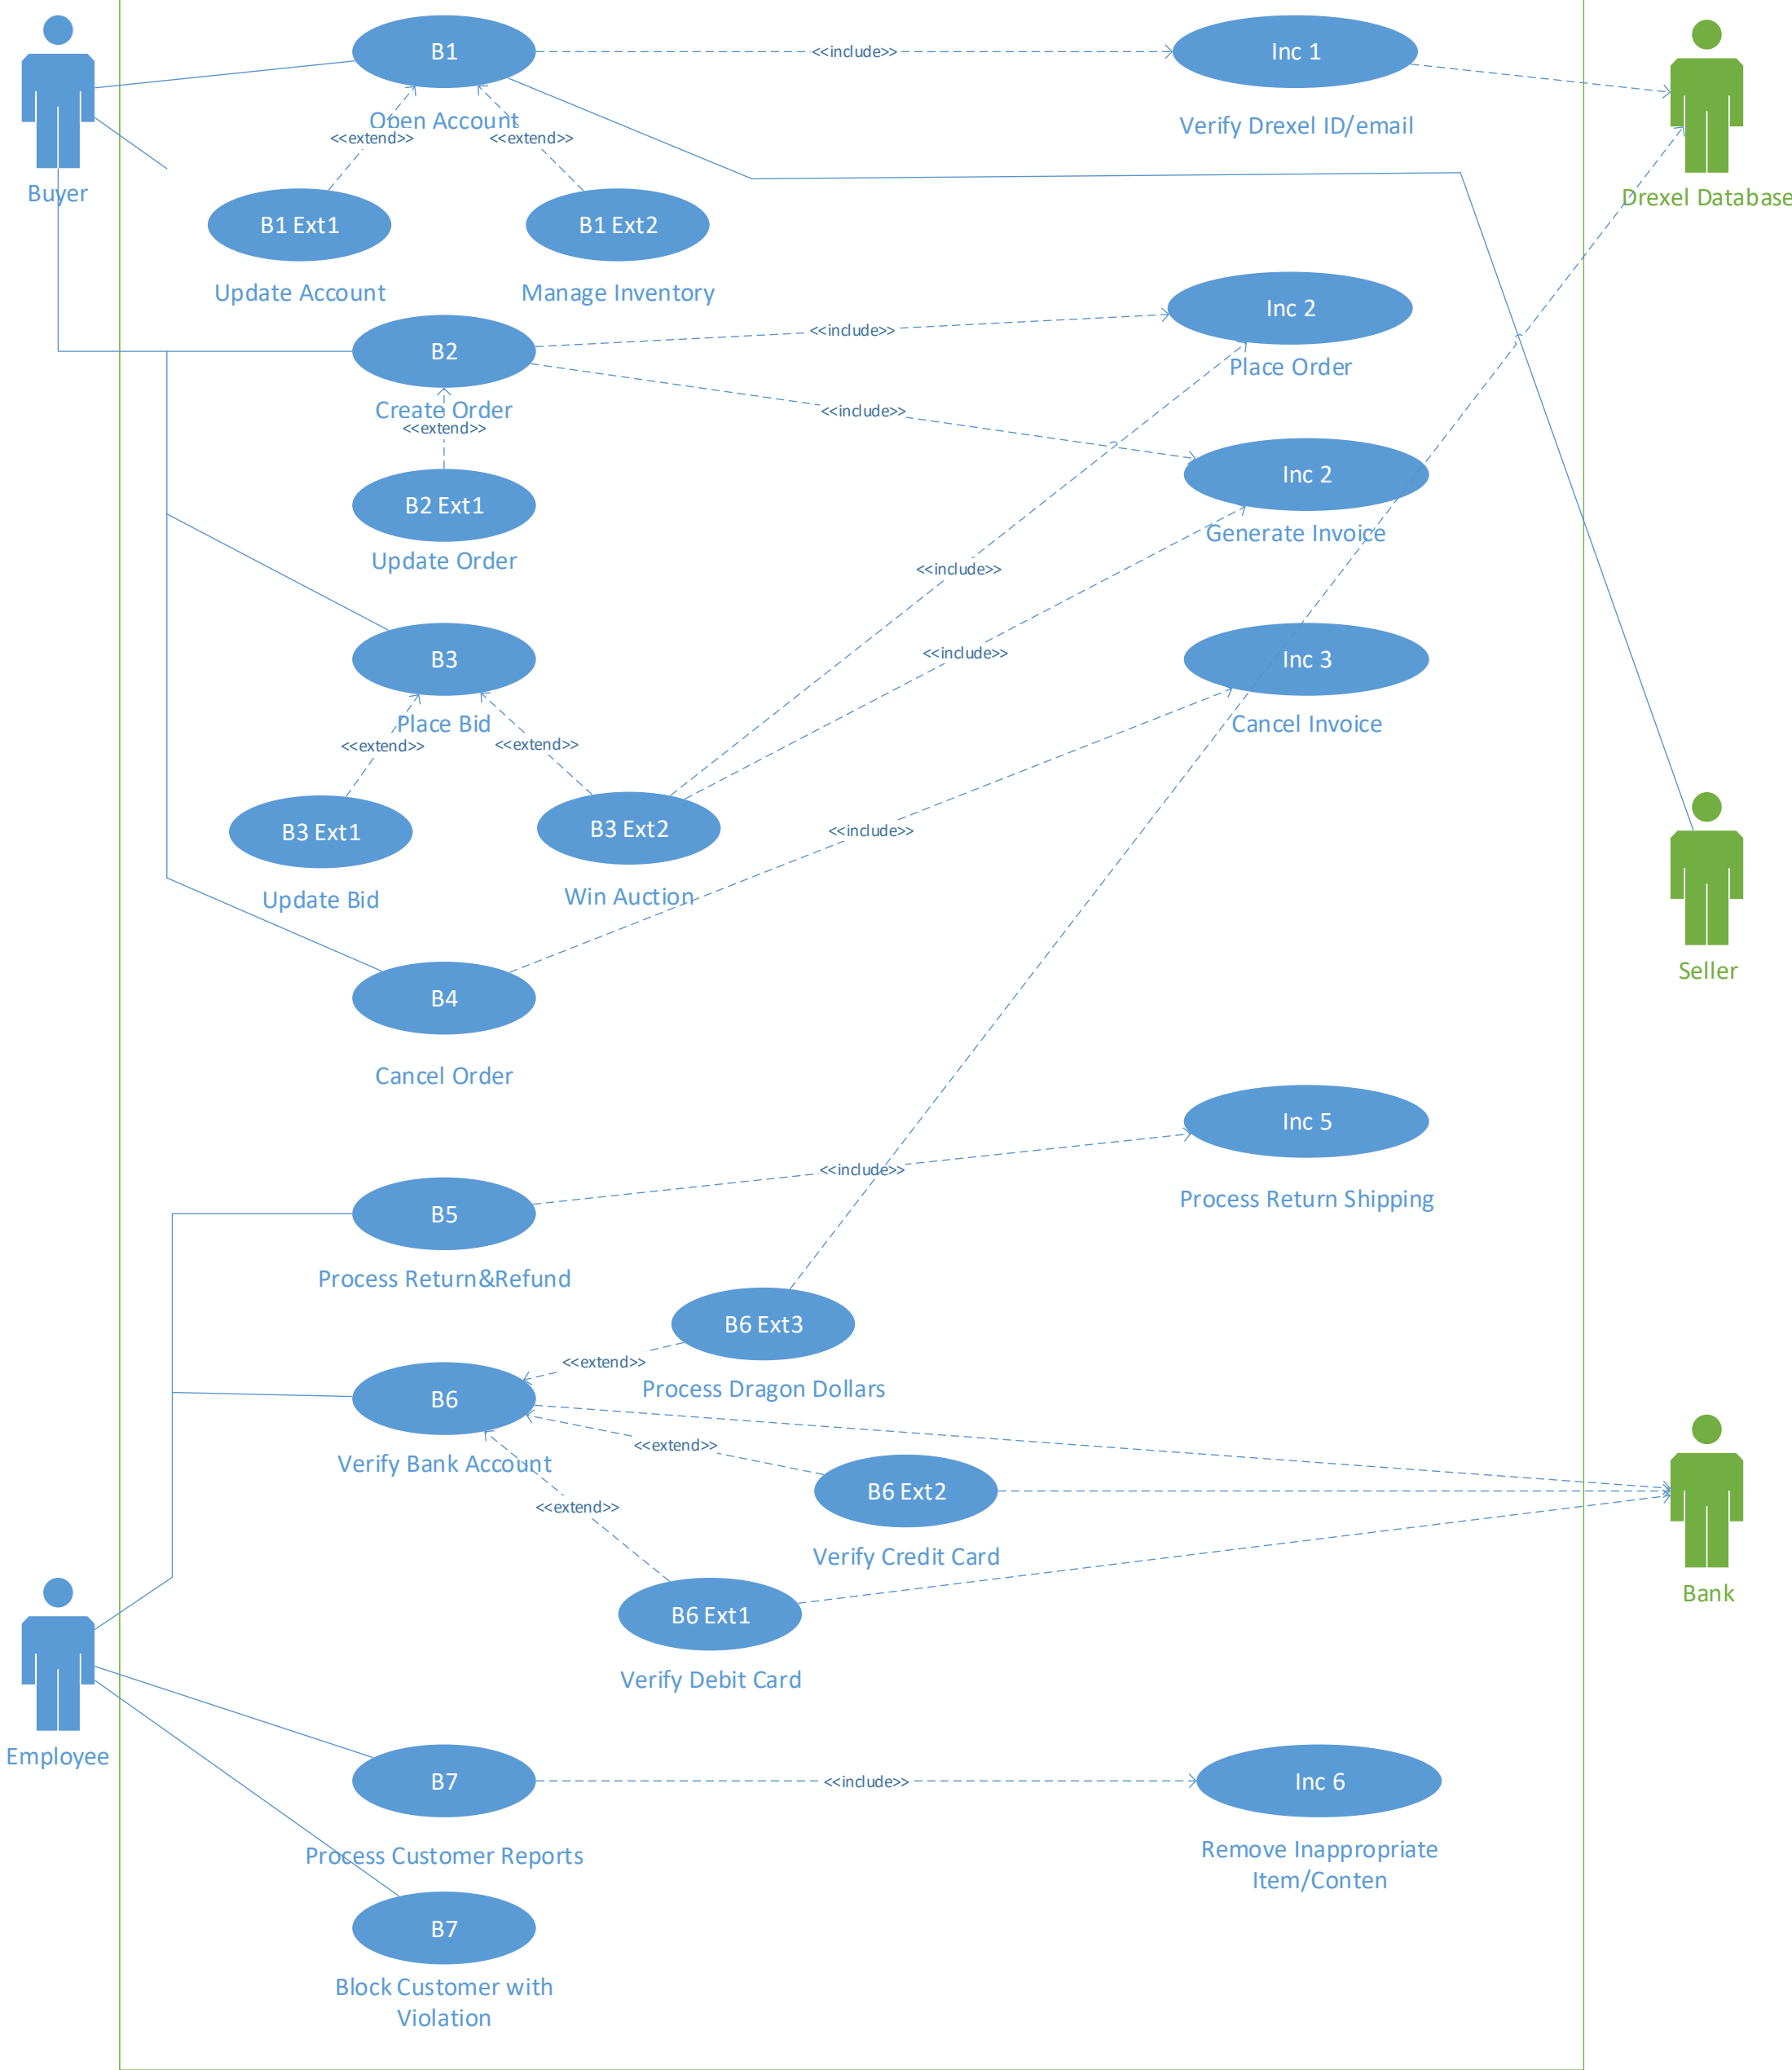 B1
<<include>>
Inc 1
Open Account
Verify Drexel ID/email
<<extend>>
<<extend>>
Buyer
Drexel Database
B1 Ext1
B1 Ext2
Update Account
Manage Inventory
Inc 2
<<include>>
B2
Place Order
Create Order
<<include>>
<<extend>>
Inc 2
B2 Ext1
Generate Invoice
Update Order
<<include>>
<<include>>
B3
Inc 3
Place Bid
Cancel Invoice
<<extend>>
<<extend>>
B3 Ext1
B3 Ext2
<<include>>
Update Bid
Win Auction
Seller
B4
Cancel Order
Inc 5
<<include>>
Process Return Shipping
B5
Process Return&Refund
B6 Ext3
<<extend>>
Process Dragon Dollars
B6
<<extend>>
Verify Bank Account
B6 Ext2
<<extend>>
Verify Credit Card
Bank
B6 Ext1
Verify Debit Card
Employee
B7
<<include>>
Inc 6
Process Customer Reports
Remove Inappropriate
Item/Conten
B7
Block Customer with
Violation